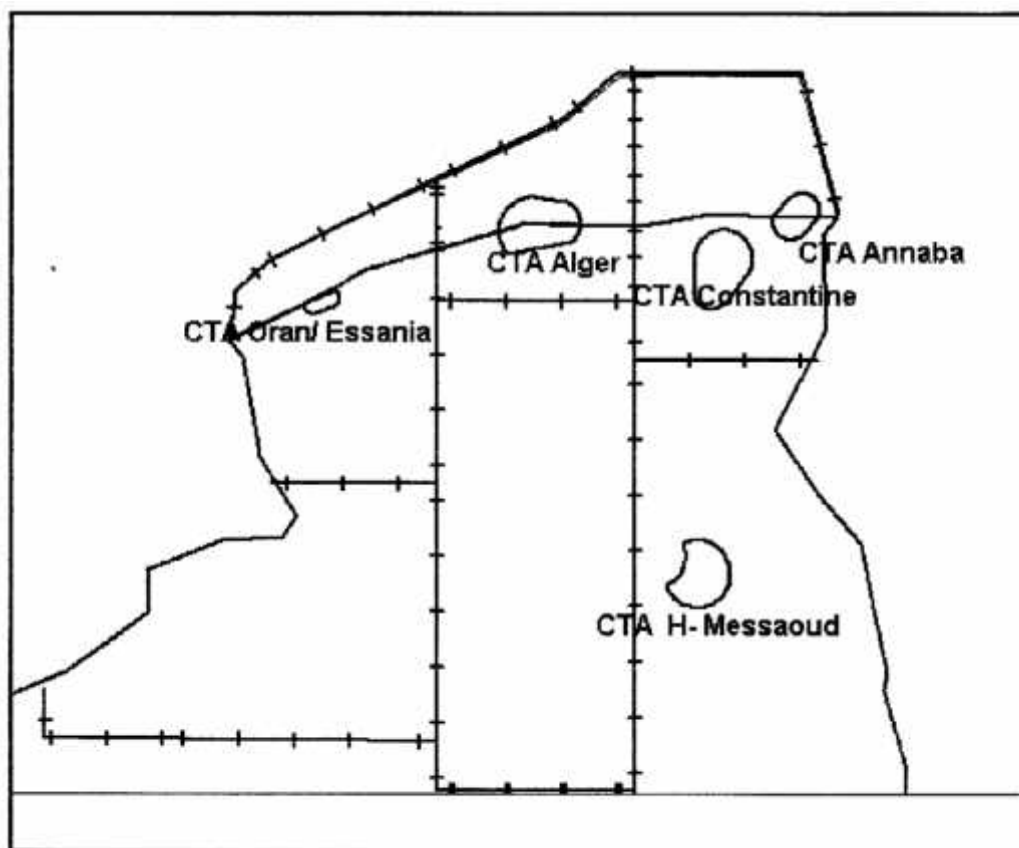 CTA Alger
CTA Annaba
CTA Constantine
CTA Oran/ Essania
CTA H- Messaoud